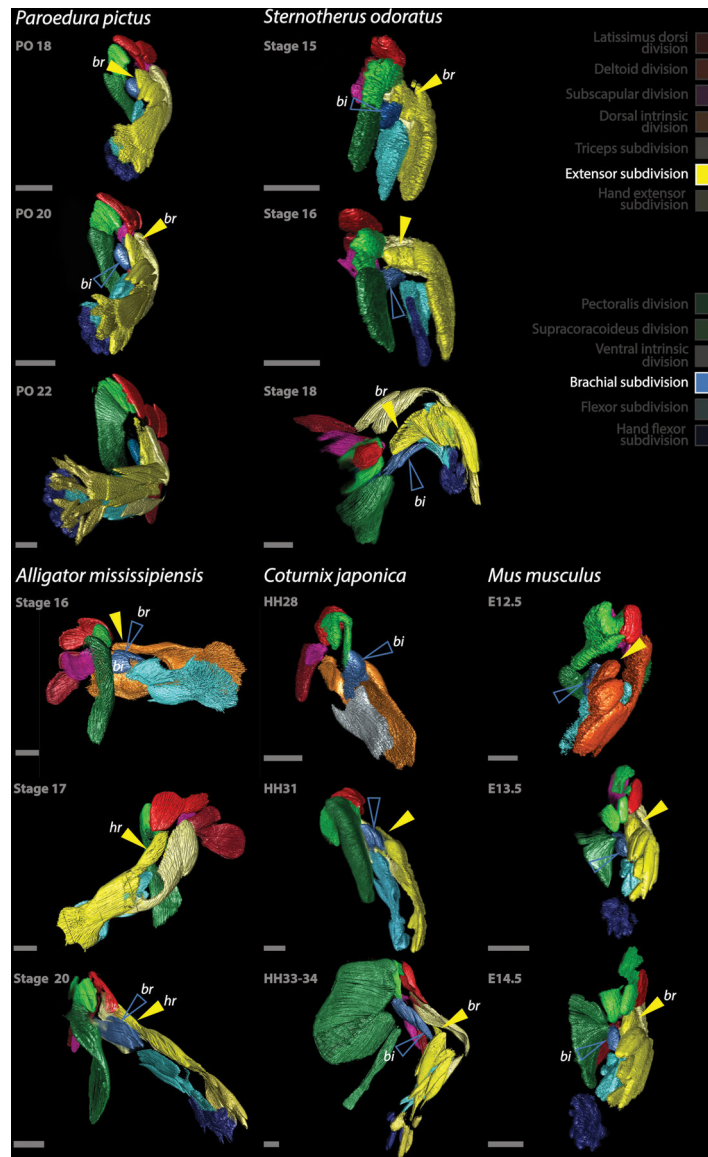 Paroedura pictus
Sternotherus odoratus
PO 18
br
Stage 15
br
bi
Latissimus dorsi
division
Deltoid division
Subscapular division
Dorsal intrinsic
division
Triceps subdivision
Extensor subdivision
Hand extensor
subdivision
PO 20
br
bi
Stage 16
Pectoralis division
Supracoracoideus division
Ventral intrinsic
division
Brachial subdivision
Flexor subdivision
Hand flexor
subdivision
PO 22
Stage 18
br
bi
Alligator mississipiensis
Coturnix japonica
Mus musculus
Stage 16
br
bi
HH28
bi
E12.5
Stage 17
hr
HH31
E13.5
Stage 20
br
hr
HH33-34
br
bi
E14.5
br
bi